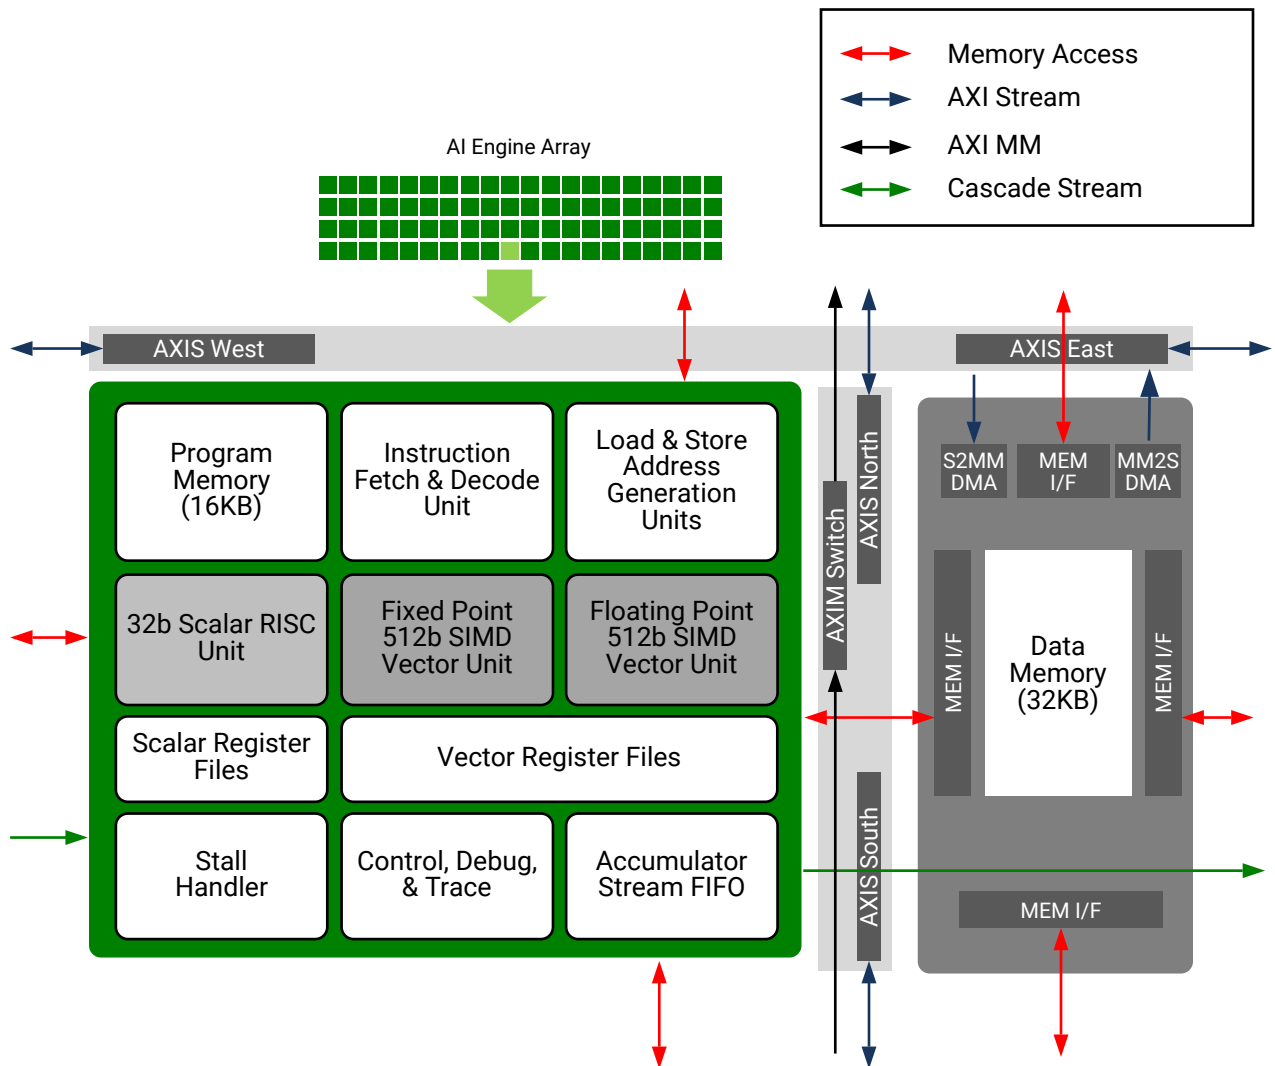 Memory Access
AXI Stream
AXI MM
Cascade Stream
AI Engine Array
AXIS West
AXIS East
Program
Memory
(16KB)
Instruction
Fetch & Decode
Unit
Load & Store
Address
Generation
Units
32b Scalar RISC
Unit
Fixed Point
512b SIMD
Vector Unit
Floating Point
512b SIMD
Vector Unit
Scalar Register
Files
Vector Register Files
Stall
Handler
Control, Debug,
& Trace
Accumulator
Stream FIFO
AXIM Switch
AXIS North
AXIS South
S2MM
DMA
MEM
I/F
MM2S
DMA
MEM I/F
Data
Memory
(32KB)
MEM I/F
MEM I/F